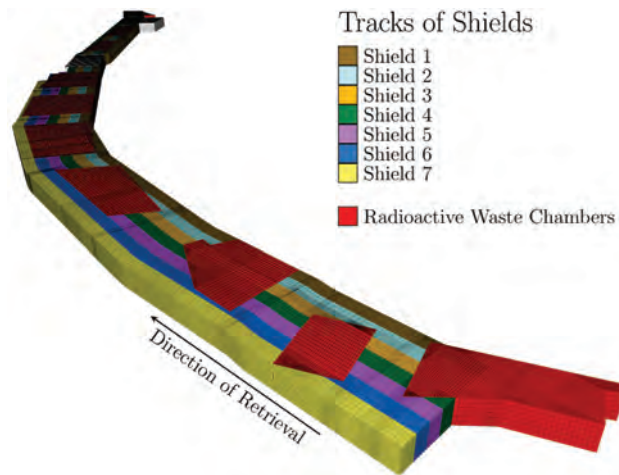 Tracks of Shields
Shield 1
Shield 2
Shield 3
Shield 4
Shield 5
Shield 6
Shield 7
Radioactive Waste Chambers
Direction of Retrieval